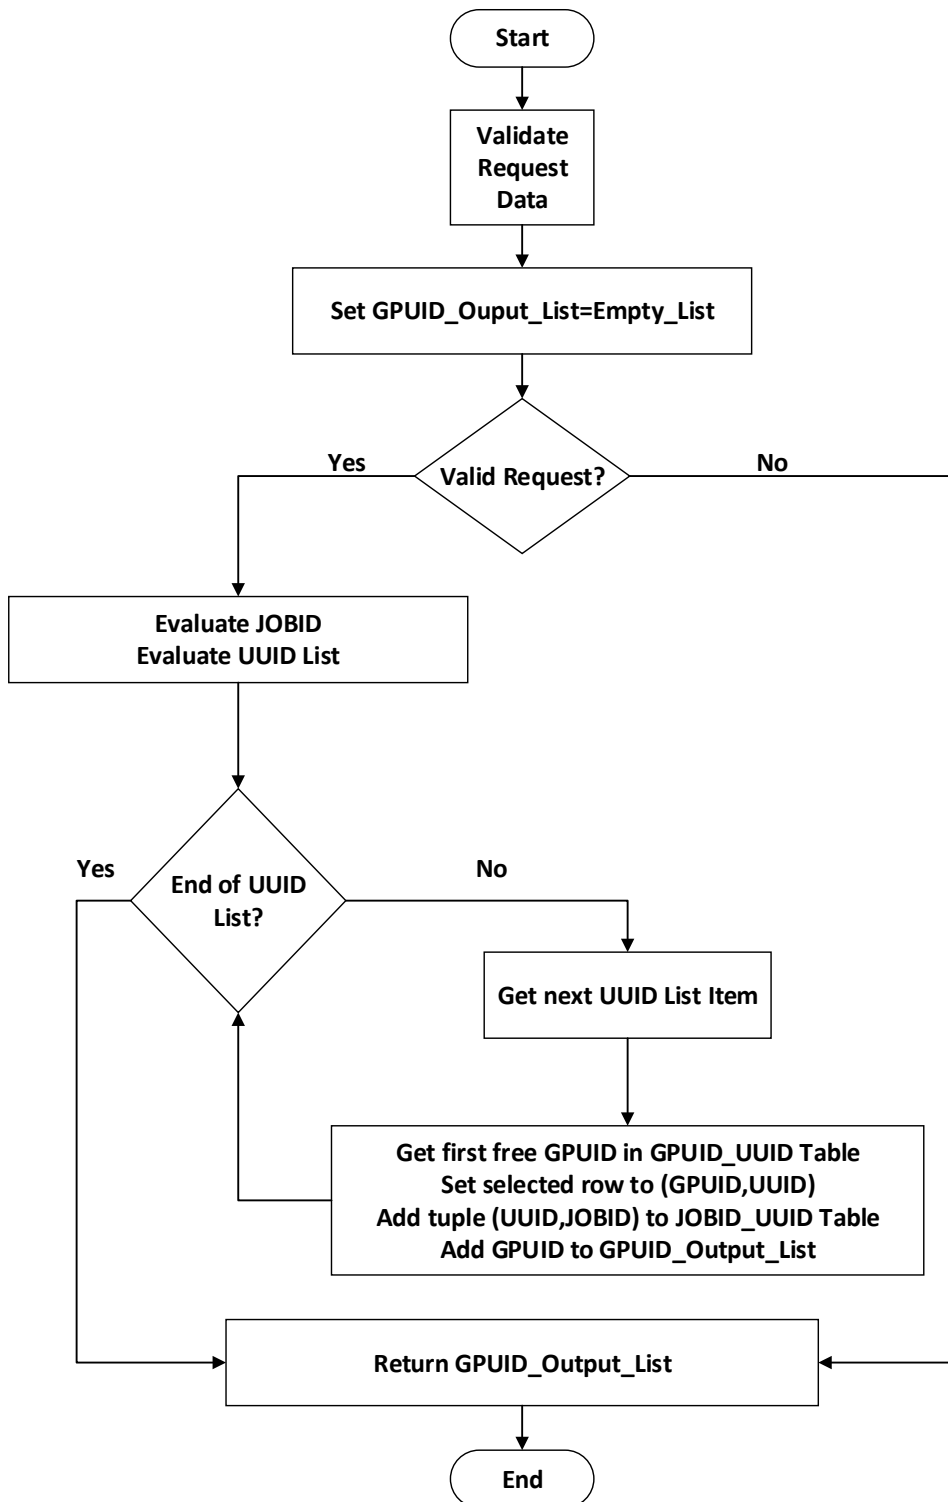 Start
Validate
Request
Data
Set GPUID_Ouput_List=Empty_List
Yes
Valid Request?
No
Evaluate JOBID
Evaluate UUID List
Yes
End of UUID
List?
No
Get next UUID List Item
Get first free GPUID in GPUID_UUID Table
Set selected row to (GPUID,UUID)
Add tuple (UUID,JOBID) to JOBID_UUID Table
Add GPUID to GPUID_Output_List
Return GPUID_Output_List
End